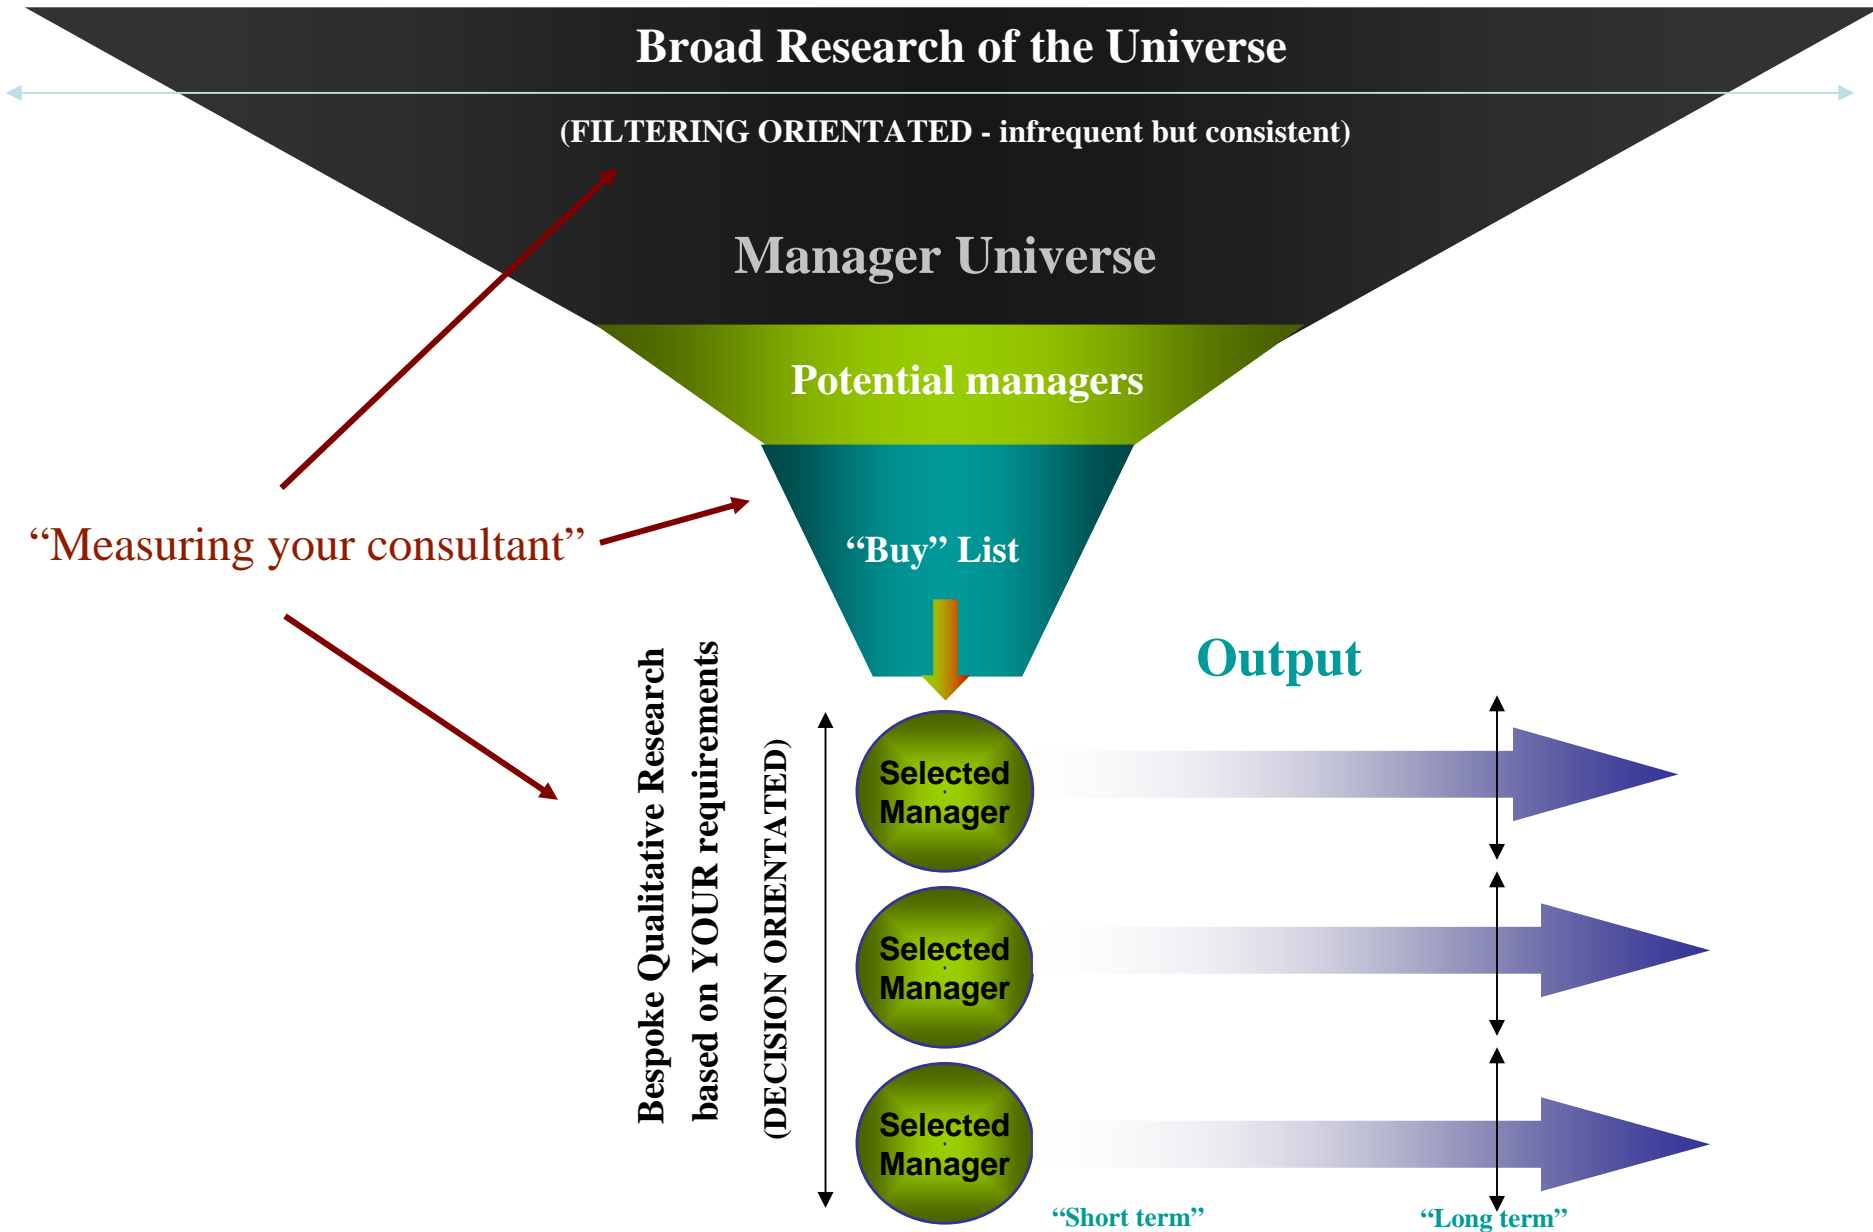 Broad Research of the Universe
(FILTERING ORIENTATED - infrequent but consistent)
Manager Universe
Potential managers
“Measuring your consultant”
“Buy” List
Output
Bespoke Qualitative Research
based on YOUR requirements
(DECISION ORIENTATED)
Selected
Manager
Selected
Manager
Selected
Manager
“Short term”
“Long term”